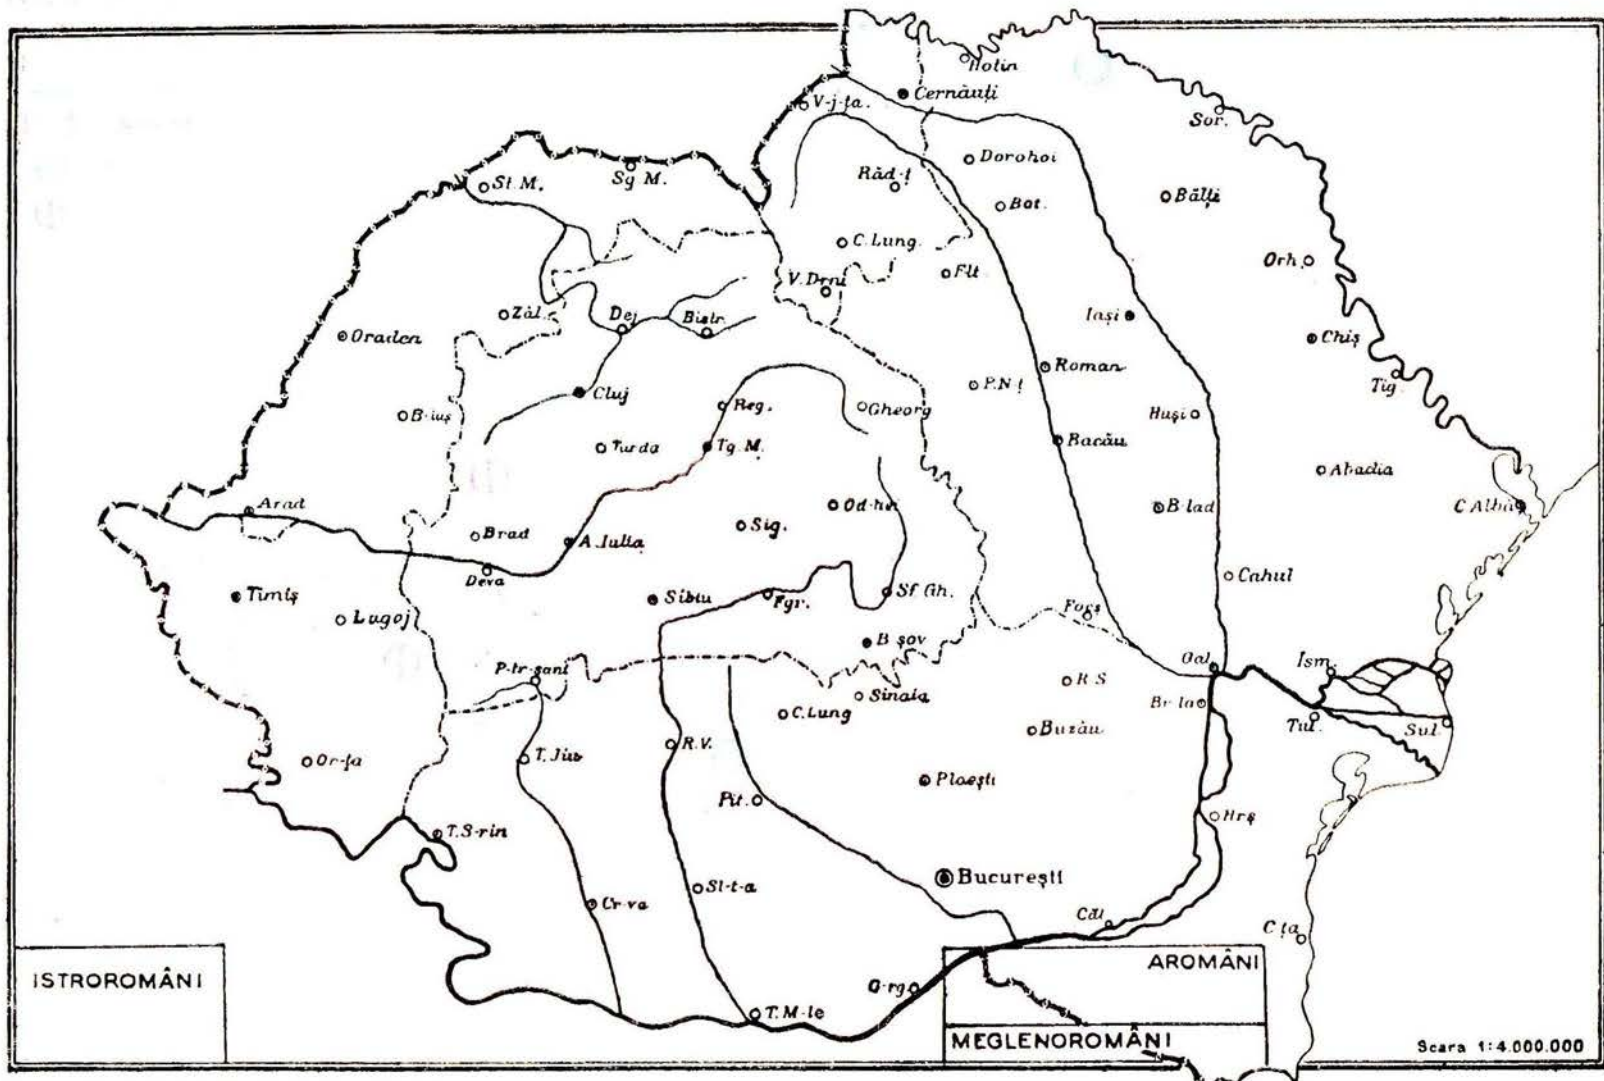 Hotin
Cernăuți
V-j-ța.
Sor.
Dorohoi
Sg M.
St.M.
Răd-ț
Bălți
Bot.
C.Lung.
Orh.
Flt.
V.Drni
Zăl.
Dej
Bistr.
Iași
Chiș
Oradea
Roman
Tig.
P.N-ț
Cluj
B-iuș
Reg.
Gheorg
Huși
Turda
Tg.M.
Bacău
Abadia
Arad
Od-hei
B-lad
C.Albă
Sig.
Brad
A.Iulia
Deva
Cahul
Timiș
Sibiu
Fgr.
Sf Gh.
Lugoj
Focș
B șov
P-tr-șani
Gal.
Ism.
R.S
Sinaia
C.Lung
Br-la
Tul.
Sul.
Buzău
R.V.
T.Jiu
Or-ța
Ploești
Pit.
Hrș
T.S-rin
București
Sl-t-a
Cr-va
Căl
C ța
G-rg.
T.M-le
ISTROROMÂNI
AROMÂNI
MEGLENOROMÂNI
Scara 1:4.000.000